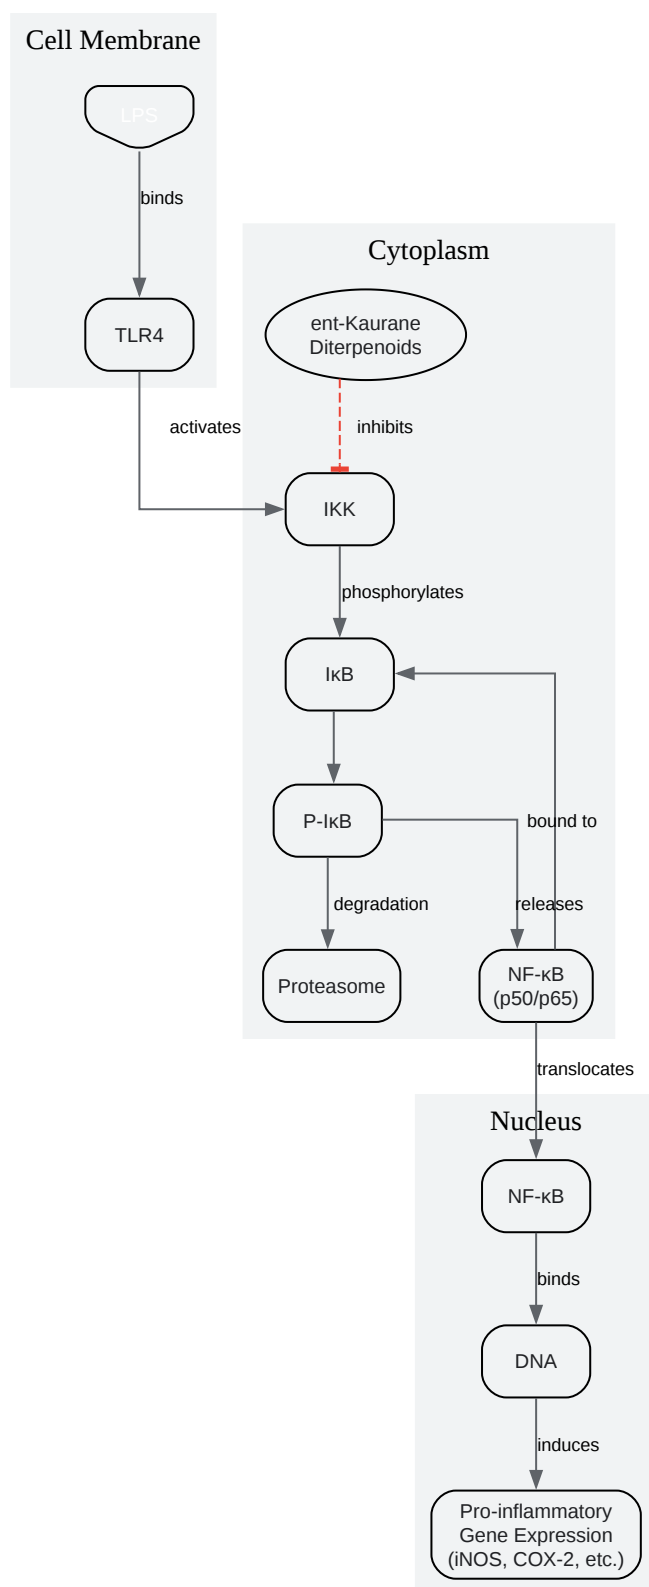 Cell Membrane
LPS
binds
TLR4
activates
Cytoplasm
ent-Kaurane
Diterpenoids
inhibits
IKK
phosphorylates
IκB
P-IκB
bound to
degradation
releases
Proteasome
NF-κB
(p50/p65)
translocates
Nucleus
NF-κB
binds
DNA
induces
Pro-inflammatory
Gene Expression
(iNOS, COX-2, etc.)